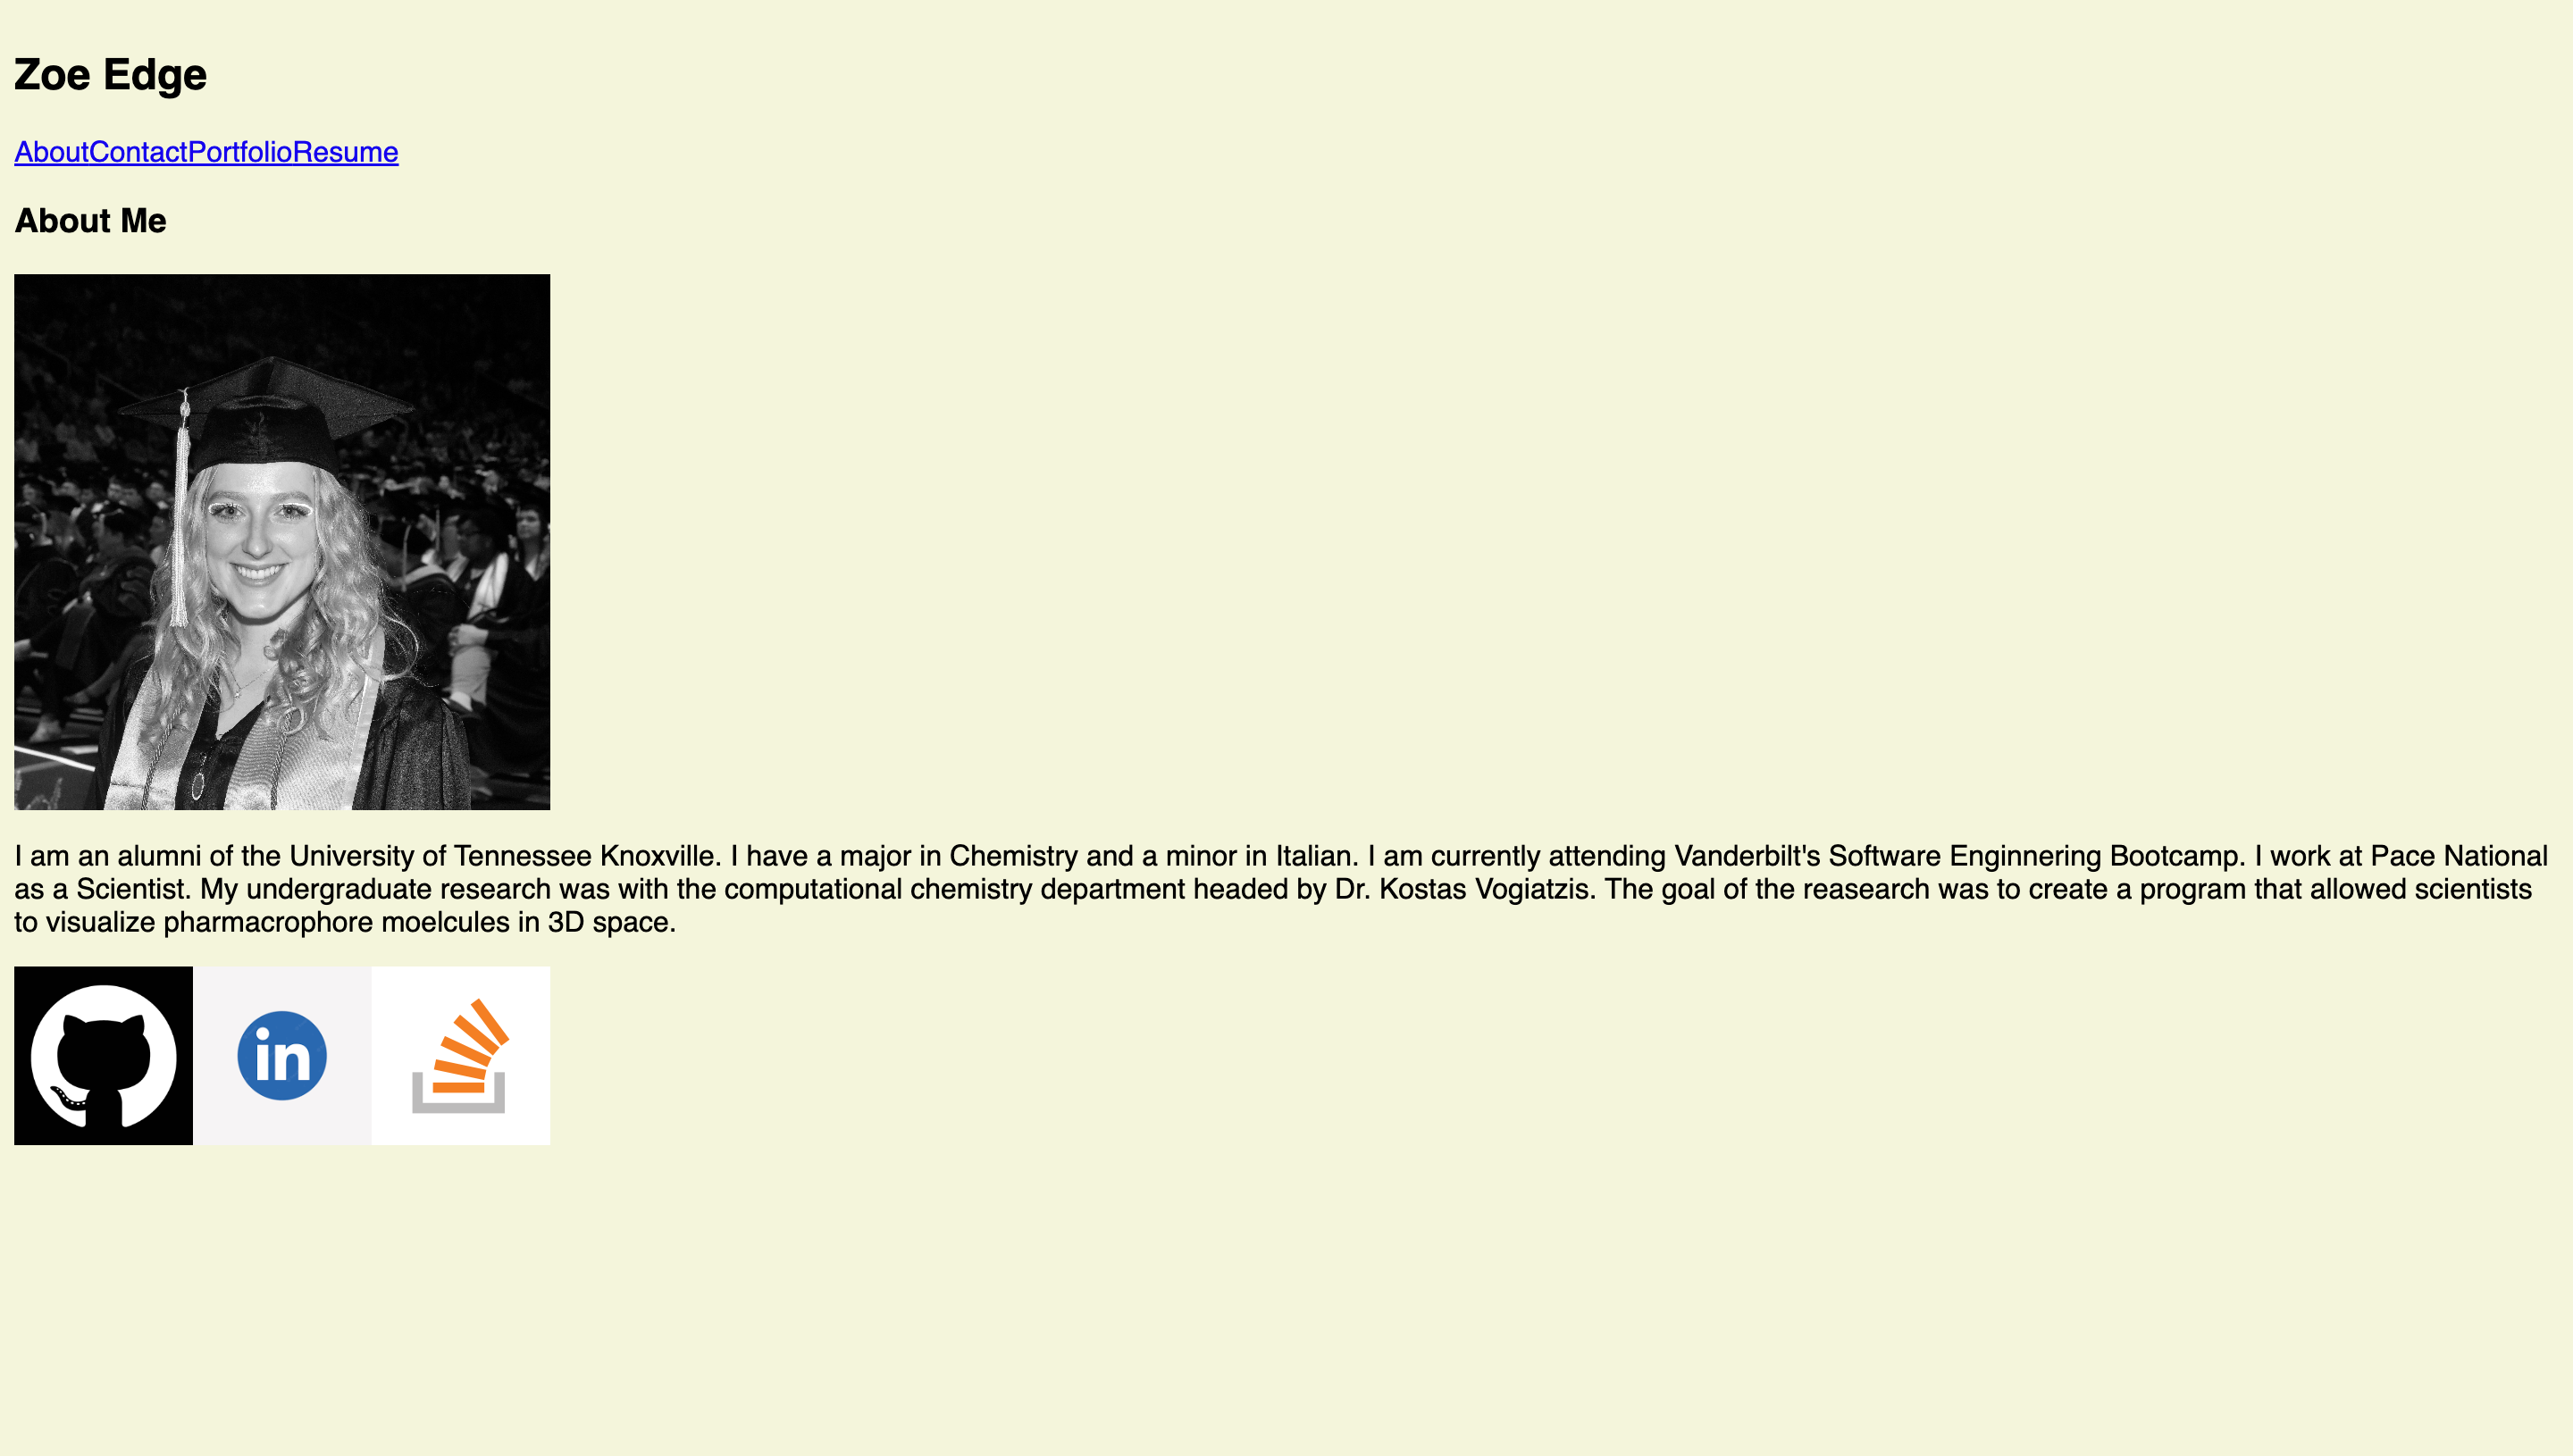 Zoe Edge
AboutContactPortfolioResume
About Me
I am an alumni of the University of Tennessee Knoxville. I have a major in Chemistry and a minor in Italian. I am currently attending Vanderbilt's Software Enginnering Bootcamp. I work at Pace National
as a Scientist. My undergraduate research was with the computational chemistry department headed by Dr. Kostas Vogiatzis. The goal of the reasearch was to create a program that allowed scientists
to visualize pharmacrophore moelcules in 3D space.
in